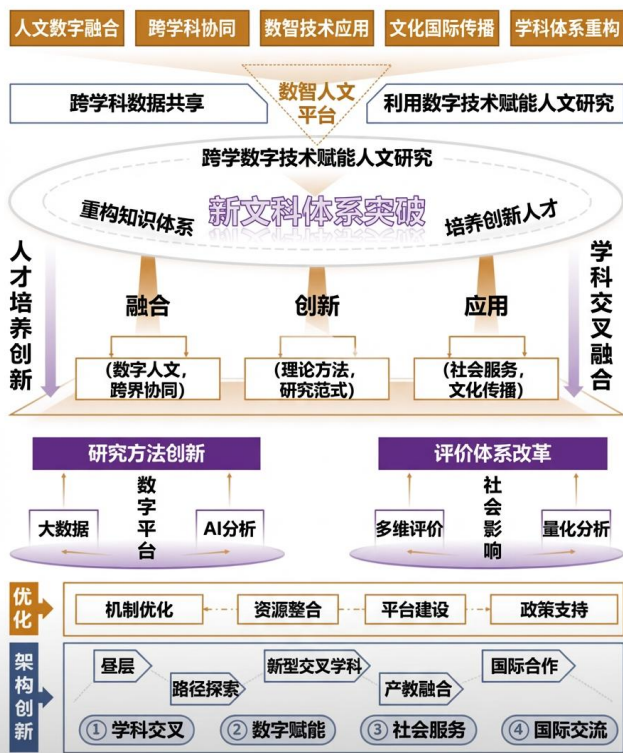 人文数字融合
跨学科协同
数智技术应用
文化国际传播
学科体系重构
跨学科数据共享
数智人文
平台
利用数字技术赋能人文研究
跨学数字技术赋能人文研究
重构知识体系
新文科体系突破
培养创新人才
人才培养创新
学科交叉融合
融合
创新
应用
(数字人文,
跨界协同)
(理论方法,
研究范式)
(社会服务,
文化传播)
研究方法创新
数字平台
大数据
AI分析
评价体系改革
社会影响
多维评价
量化分析
优化
机制优化
资源整合
平台建设
政策支持
架构创新
昼层
路径探索
新型交叉学科
产教融合
国际合作
① 学科交叉
② 数字赋能
③ 社会服务
④ 国际交流